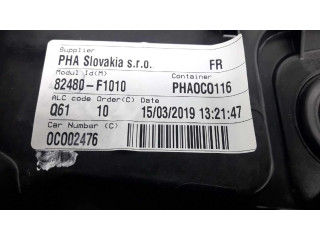 Supplier
PHA Slovakia s.r.o. FR
Modul Id(M) Container
82480-F1010 PHAOCO116
ALC code Order(C) Date
Q61 10 15/03/2019 13:21:47
Car Number (C)
0C002476